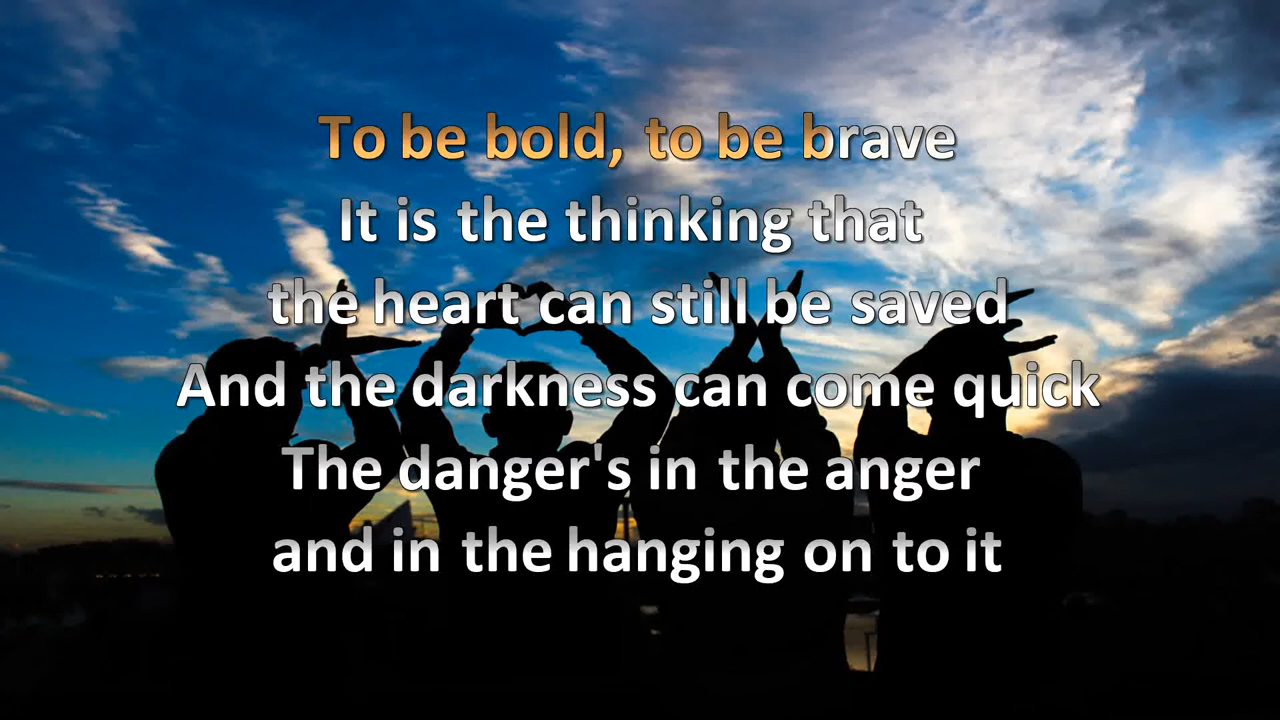 To be bold, to be brave
It is the thinking that
the heart can still be saved
And the darkness can come quick
The danger's in the anger
and in the hanging on to it